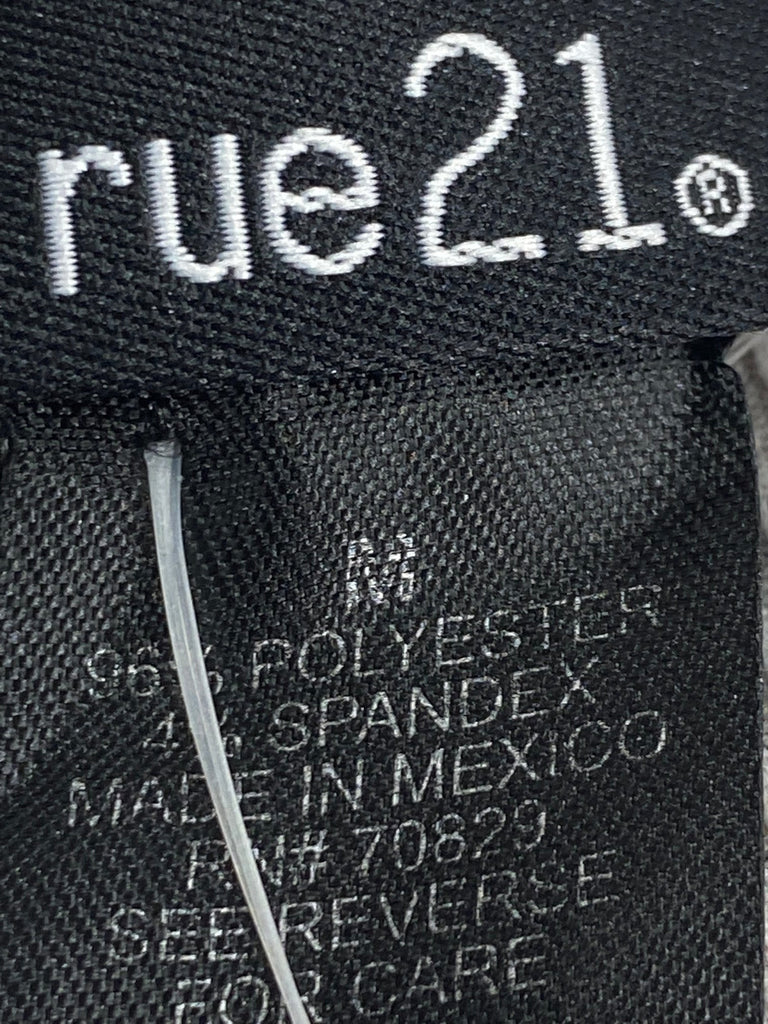 rue21®
M
96% POLYESTER
4% SPANDEX
MADE IN MEXICO
RN# 70829
SEE REVERSE
FOR CARE